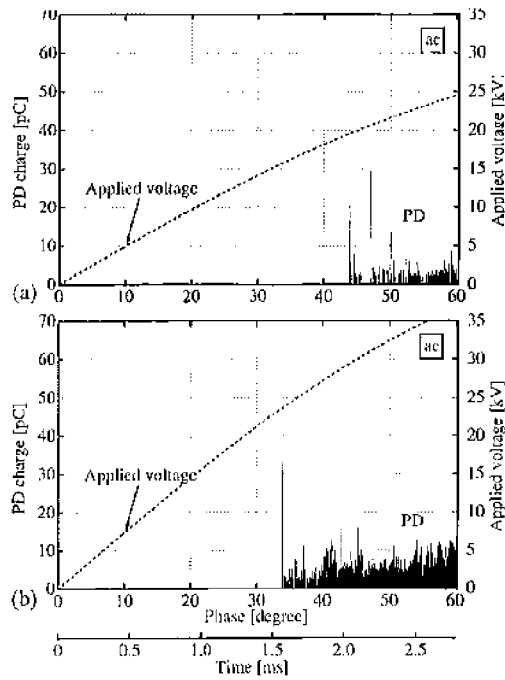 70 35
ac
60 30
50 25
40 20
30 15
20 10
10 5
0 0
PD charge [pC]
Applied voltage [kV]
Applied voltage
PD
(a)
0 10 20 30 40 50 60
70 35
ac
60 30
50 25
40 20
30 15
20 10
10 5
0 0
PD charge [pC]
Applied voltage [kV]
Applied voltage
PD
(b)
0 10 20 30 40 50 60
Phase [degree]
0 0.5 1.0 1.5 2.0 2.5
Time [ms]